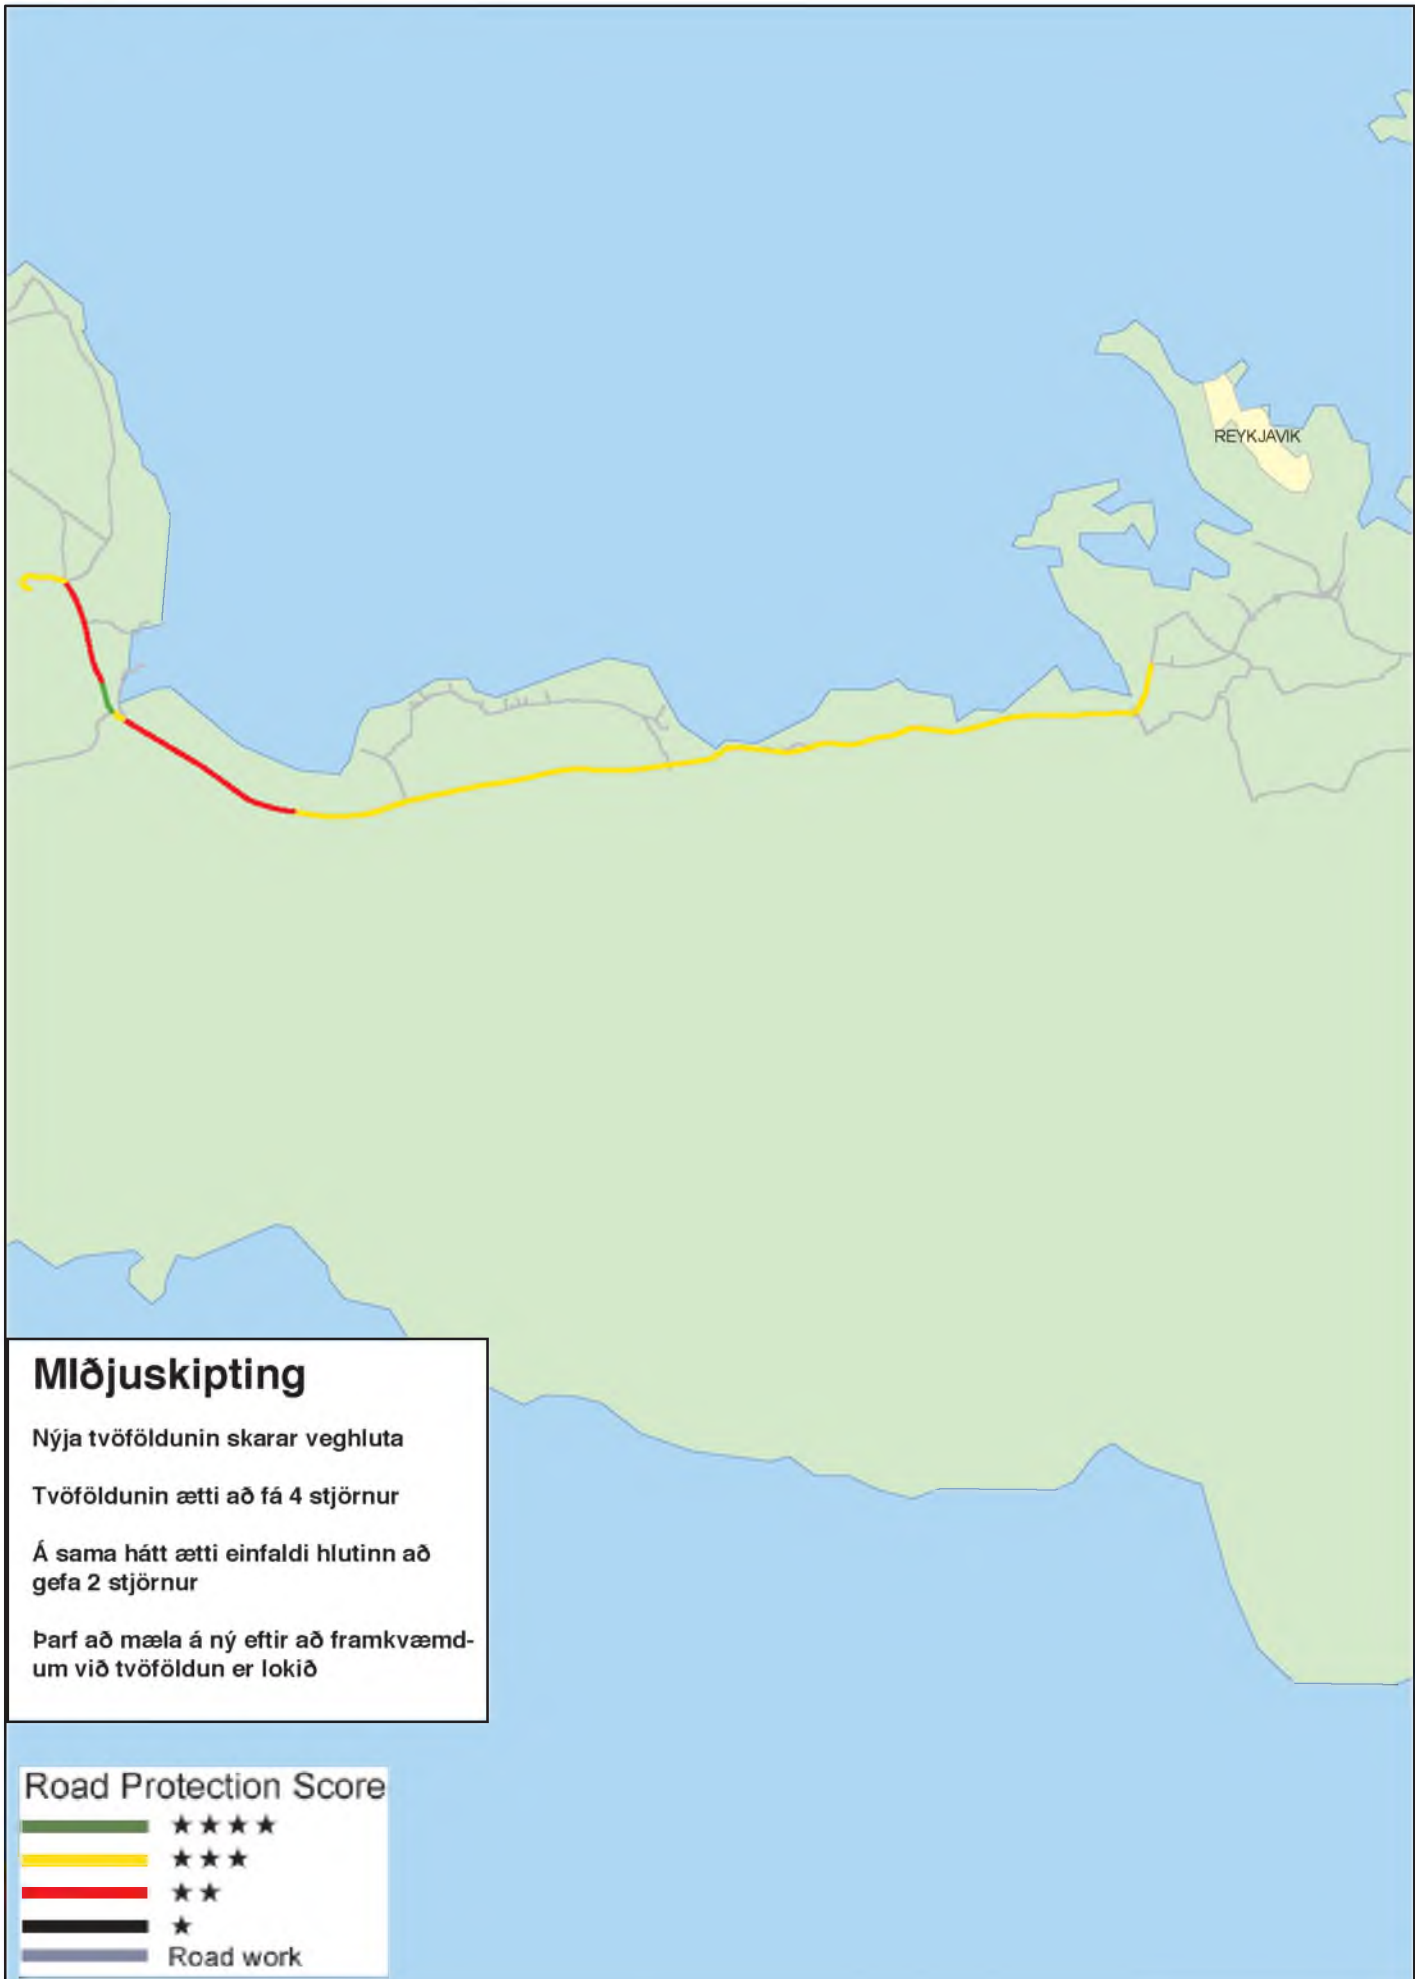 REYKJAVIK
MIðjuskipting
Nýja tvöföldunin skarar veghluta
Tvöföldunin ætti að fá 4 stjörnur
Á sama hátt ætti einfaldi hlutinn að
gefa 2 stjörnur
Þarf að mæla á ný eftir að framkvæmd-
um við tvöföldun er lokið
Road Protection Score
★★★★
★★★
★★
★
Road work